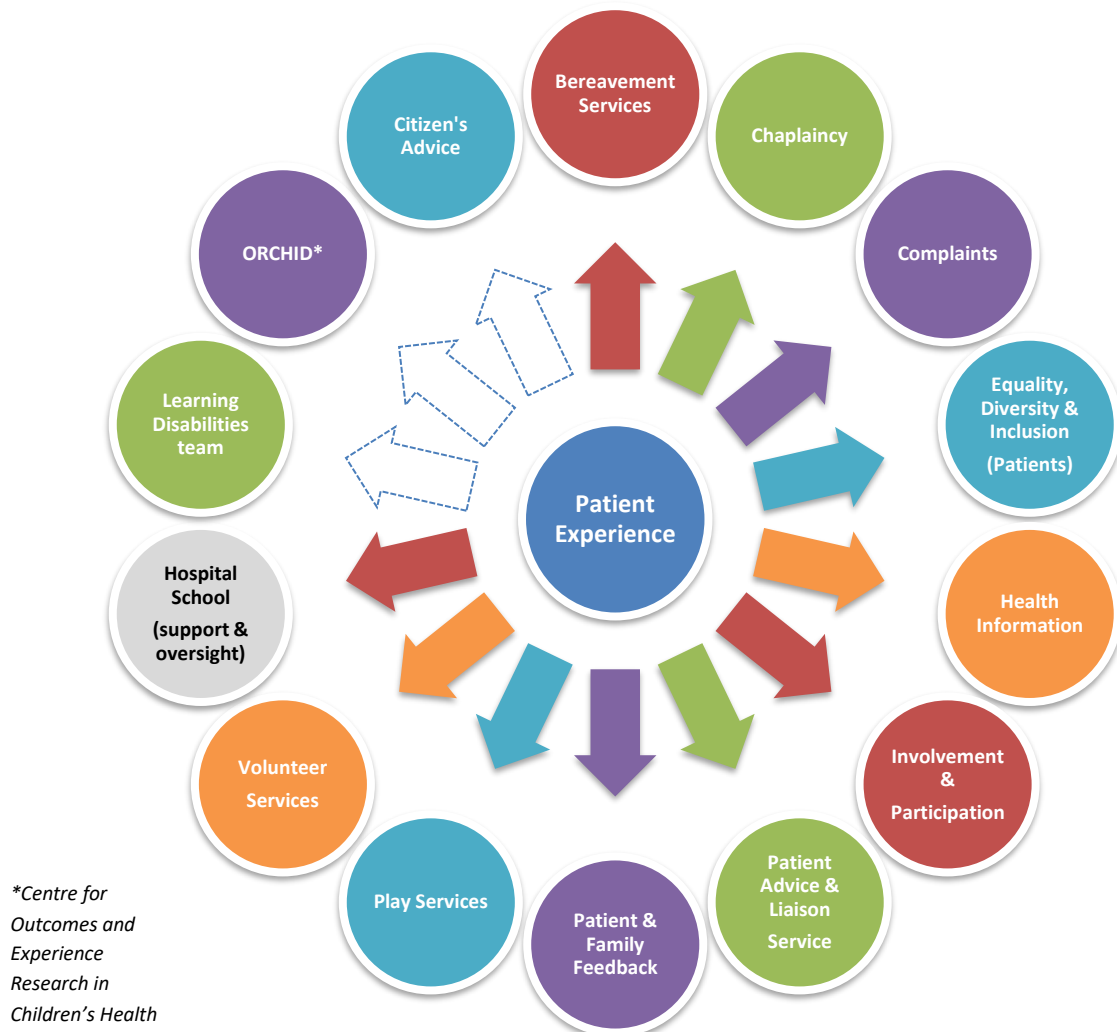 Bereavement
Services
Chaplaincy
Complaints
Equality,
Diversity &
Inclusion
(Patients)
Health
Information
Involvement
&
Participation
Patient
Advice &
Liaison
Service
Patient &
Family
Feedback
Play Services
Volunteer
Services
Hospital
School
(support &
oversight)
Learning
Disabilities
team
ORCHID*
Citizen's
Advice
Patient
Experience
*Centre for
Outcomes and
Experience
Research in
Children’s Health